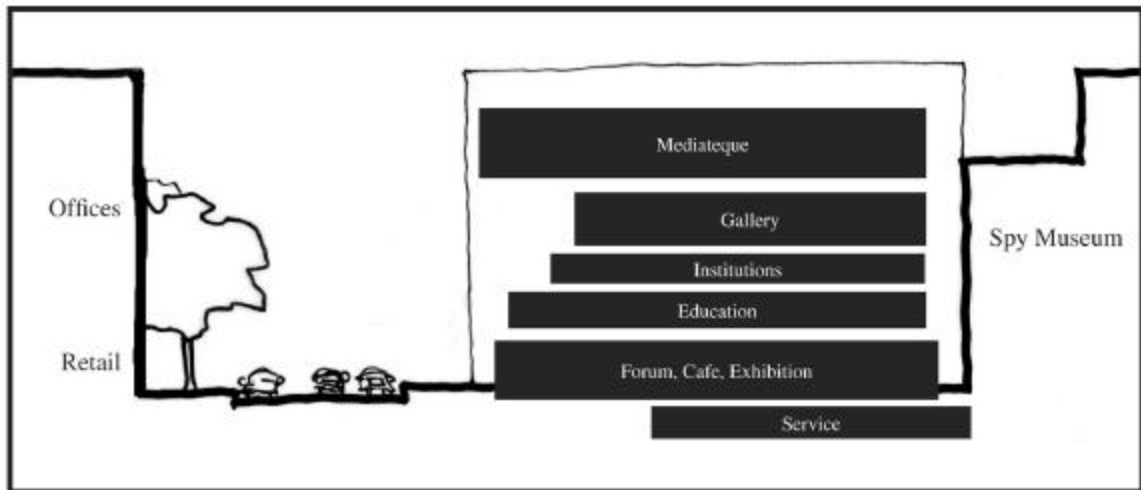 Mediateque
Offices
Gallery
Spy Museum
Institutions
Education
Retail
Forum, Cafe, Exhibition
Service